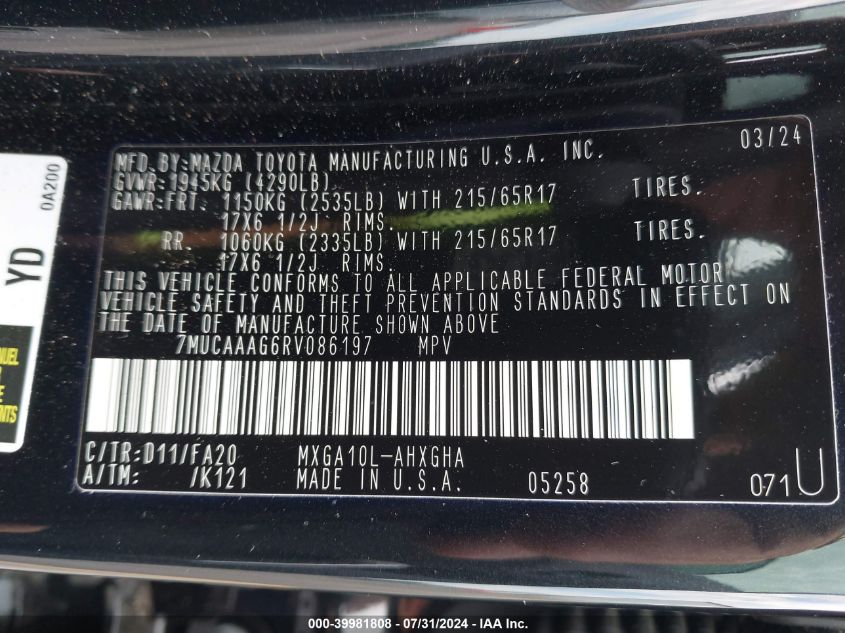 0A200
YD
MFD.BY:MAZDA TOYOTA MANUFACTURING U.S.A. INC. 03/24
GVWR:1945KG (4290LB)
GAWR:FRT. 1150KG (2535LB) WITH 215/65R17 TIRES.
17X6 1/2J RIMS.
RR. 1060KG (2335LB) WITH 215/65R17 TIRES.
17X6 1/2J RIMS.
THIS VEHICLE CONFORMS TO ALL APPLICABLE FEDERAL MOTOR
VEHICLE SAFETY AND THEFT PREVENTION STANDARDS IN EFFECT ON
THE DATE OF MANUFACTURE SHOWN ABOVE
7MUCAAAG6RV086197 MPV
C/TR:D11/FA20 MXGA10L-AHXGHA
A/TM: /K121 MADE IN U.S.A. 05258 071 U
000-39981808 - 07/31/2024 - IAA Inc.